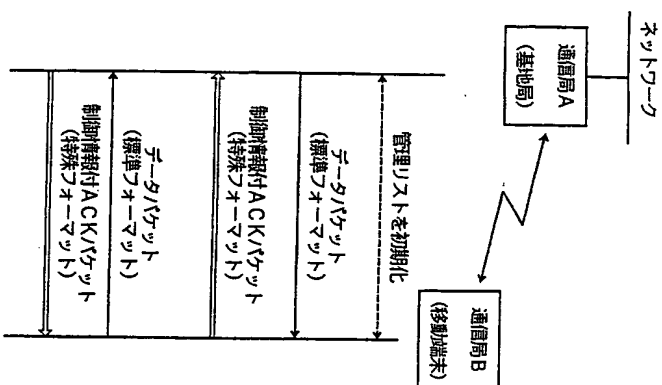 ネットワーク
通信局A
(基地局)
通信局B
(移動端末)
管理リストを初期化
データパケット
(標準フォーマット)
制御情報付ACKパケット
(特殊フォーマット)
データパケット
(標準フォーマット)
制御情報付ACKパケット
(特殊フォーマット)